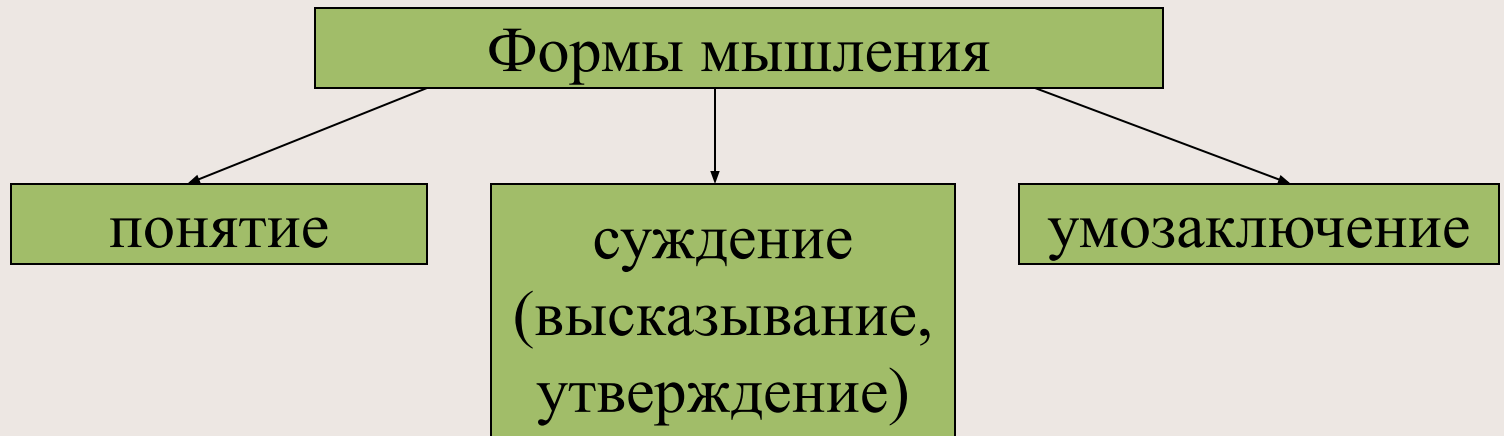 Формы мышления
понятие
суждение
(высказывание,
утверждение)
умозаключение